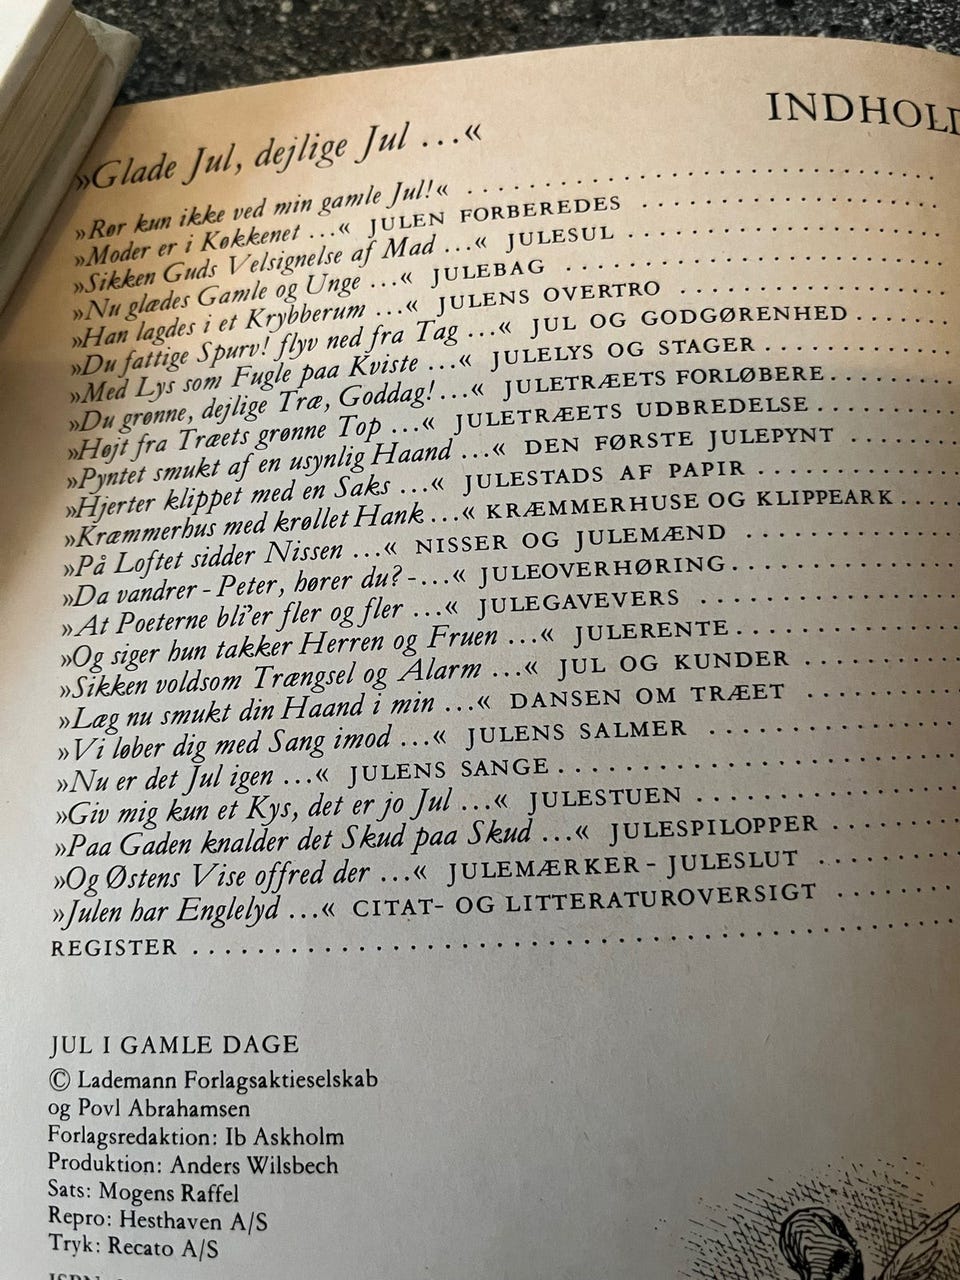 INDHOLD
»Glade Jul, dejlige Jul ...«
»Rør kun ikke ved min gamle Jul!« ..............................
»Moder er i Køkkenet ...« JULEN FORBEREDES ..................
»Sikken Guds Velsignelse af Mad ...« JULESUL ..................
»Nu glædes Gamle og Unge ...« JULEBAG ......................
»Han lagdes i et Krybberum ...« JULENS OVERTRO ...............
»Du fattige Spurv! flyv ned fra Tag ...« JUL OG GODGØRENHED .......
»Med Lys som Fugle paa Kviste ...« JULELYS OG STAGER ............
»Du grønne, dejlige Træ, Goddag! ...« JULETRÆETS FORLØBERE .........
»Højt fra Træets grønne Top ...« JULETRÆETS UDBREDELSE ..........
»Pyntet smukt af en usynlig Haand ...« DEN FØRSTE JULEPYNT ........
»Hjerter klippet med en Saks ...« JULESTADS AF PAPIR .............
»Kræmmerhus med krøllet Hank ...« KRÆMMERHUSE OG KLIPPEARK ....
»På Loftet sidder Nissen ...« NISSER OG JULEMÆND ..............
»Da vandrer - Peter, hører du? - ...« JULEOVERHØRING ...............
»At Poeterne bli'er fler og fler ...« JULEGAVEVERS .................
»Og siger hun takker Herren og Fruen ...« JULERENTE ...............
»Sikken voldsom Trængsel og Alarm ...« JUL OG KUNDER ..........
»Læg nu smukt din Haand i min ...« DANSEN OM TRÆET ...........
»Vi løber dig med Sang imod ...« JULENS SALMER .................
»Nu er det Jul igen ...« JULENS SANGE ...........................
»Giv mig kun et Kys, det er jo Jul ...« JULESTUEN .................
»Paa Gaden knalder det Skud paa Skud ...« JULESPILOPPER ........
»Og Østens Vise offred der ...« JULEMÆRKER - JULESLUT .........
»Julen har Englelyd ...« CITAT- OG LITTERATUROVERSIGT ........
REGISTER ..................................................
JUL I GAMLE DAGE
© Lademann Forlagsaktieselskab
og Povl Abrahamsen
Forlagsredaktion: Ib Askholm
Produktion: Anders Wilsbech
Sats: Mogens Raffel
Repro: Hesthaven A/S
Tryk: Recato A/S